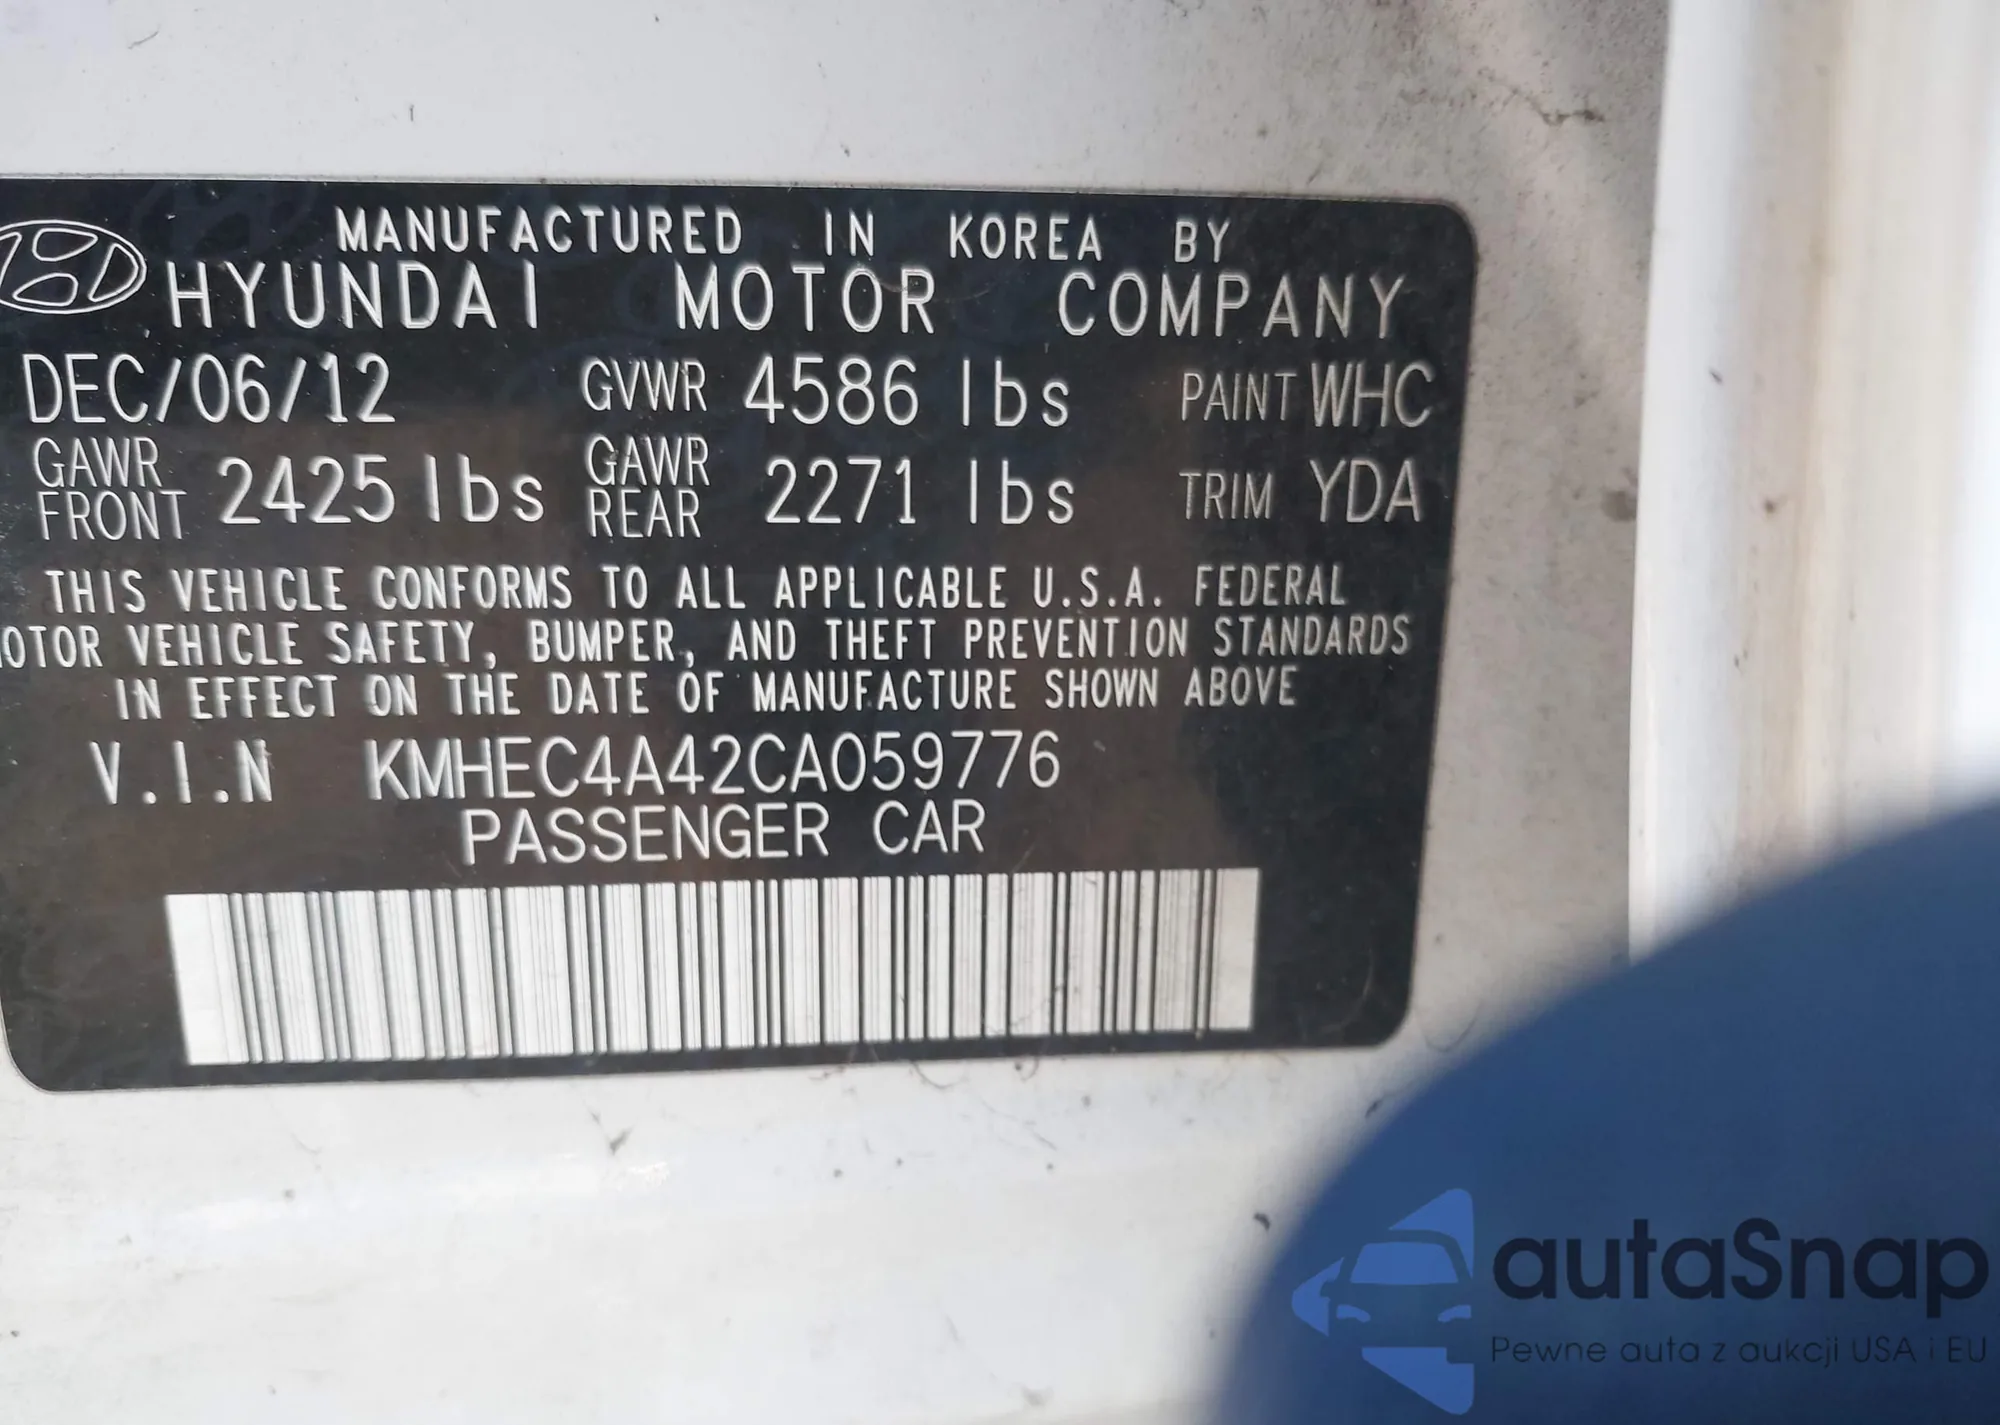 MANUFACTURED IN KOREA BY
HYUNDAI MOTOR COMPANY
DEC/06/12 GVWR 4586 lbs PAINT WHC
GAWR FRONT 2425 lbs GAWR REAR 2271 lbs TRIM YDA
THIS VEHICLE CONFORMS TO ALL APPLICABLE U.S.A. FEDERAL
OTOR VEHICLE SAFETY, BUMPER, AND THEFT PREVENTION STANDARDS
IN EFFECT ON THE DATE OF MANUFACTURE SHOWN ABOVE
V.I.N KMHEC4A42CA059776
PASSENGER CAR
autaSnap
Pewne auta z aukcji USA i EU